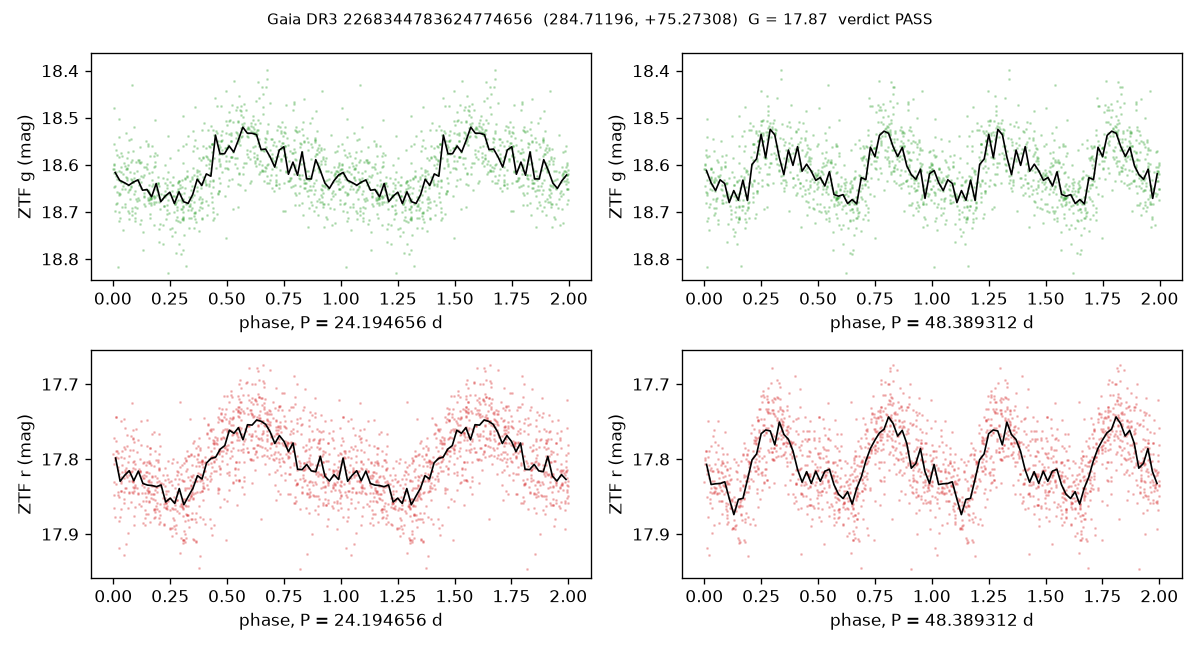 Gaia DR3 2268344783624774656 (284.71196, +75.27308) G = 17.87 verdict PASS
ZTF g (mag)
18.4
18.5
18.6
18.7
18.8
0.00 0.25 0.50 0.75 1.00 1.25 1.50 1.75 2.00
phase, P = 24.194656 d
ZTF g (mag)
18.4
18.5
18.6
18.7
18.8
0.00 0.25 0.50 0.75 1.00 1.25 1.50 1.75 2.00
phase, P = 48.389312 d
ZTF r (mag)
17.7
17.8
17.9
0.00 0.25 0.50 0.75 1.00 1.25 1.50 1.75 2.00
phase, P = 24.194656 d
ZTF r (mag)
17.7
17.8
17.9
0.00 0.25 0.50 0.75 1.00 1.25 1.50 1.75 2.00
phase, P = 48.389312 d